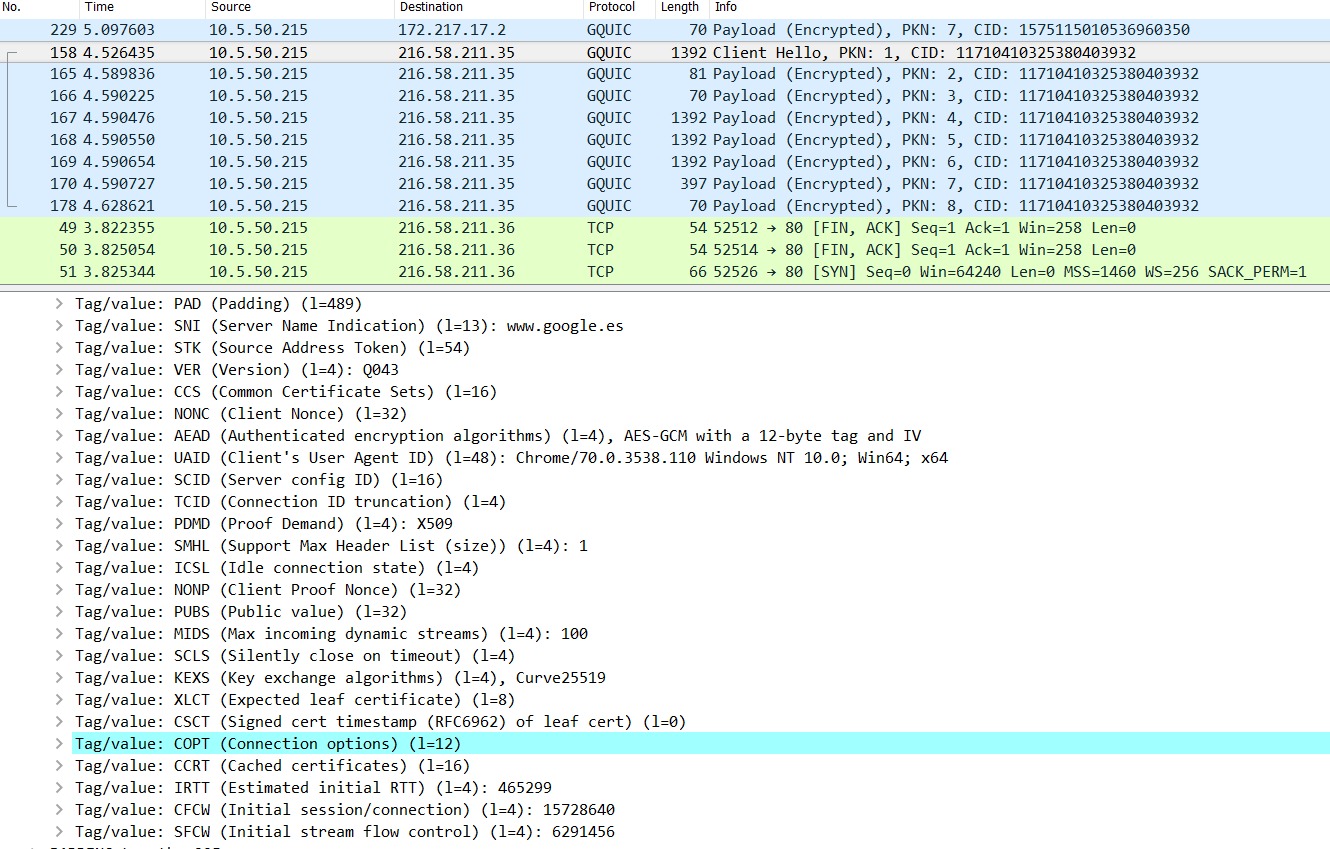 No. Time Source Destination Protocol Length Info
229 5.097603 10.5.50.215 172.217.17.2 GQUIC 70 Payload (Encrypted), PKN: 7, CID: 1575115010536960350
158 4.526435 10.5.50.215 216.58.211.35 GQUIC 1392 Client Hello, PKN: 1, CID: 11710410325380403932
165 4.589836 10.5.50.215 216.58.211.35 GQUIC 81 Payload (Encrypted), PKN: 2, CID: 11710410325380403932
166 4.590225 10.5.50.215 216.58.211.35 GQUIC 70 Payload (Encrypted), PKN: 3, CID: 11710410325380403932
167 4.590476 10.5.50.215 216.58.211.35 GQUIC 1392 Payload (Encrypted), PKN: 4, CID: 11710410325380403932
168 4.590550 10.5.50.215 216.58.211.35 GQUIC 1392 Payload (Encrypted), PKN: 5, CID: 11710410325380403932
169 4.590654 10.5.50.215 216.58.211.35 GQUIC 1392 Payload (Encrypted), PKN: 6, CID: 11710410325380403932
170 4.590727 10.5.50.215 216.58.211.35 GQUIC 397 Payload (Encrypted), PKN: 7, CID: 11710410325380403932
178 4.628621 10.5.50.215 216.58.211.35 GQUIC 70 Payload (Encrypted), PKN: 8, CID: 11710410325380403932
49 3.822355 10.5.50.215 216.58.211.36 TCP 54 52512 → 80 [FIN, ACK] Seq=1 Ack=1 Win=258 Len=0
50 3.825054 10.5.50.215 216.58.211.36 TCP 54 52514 → 80 [FIN, ACK] Seq=1 Ack=1 Win=258 Len=0
51 3.825344 10.5.50.215 216.58.211.36 TCP 66 52526 → 80 [SYN] Seq=0 Win=64240 Len=0 MSS=1460 WS=256 SACK_PERM=1
Tag/value: PAD (Padding) (l=489)
Tag/value: SNI (Server Name Indication) (l=13): www.google.es
Tag/value: STK (Source Address Token) (l=54)
Tag/value: VER (Version) (l=4): Q043
Tag/value: CCS (Common Certificate Sets) (l=16)
Tag/value: NONC (Client Nonce) (l=32)
Tag/value: AEAD (Authenticated encryption algorithms) (l=4), AES-GCM with a 12-byte tag and IV
Tag/value: UAID (Client's User Agent ID) (l=48): Chrome/70.0.3538.110 Windows NT 10.0; Win64; x64
Tag/value: SCID (Server config ID) (l=16)
Tag/value: TCID (Connection ID truncation) (l=4)
Tag/value: PDMD (Proof Demand) (l=4): X509
Tag/value: SMHL (Support Max Header List (size)) (l=4): 1
Tag/value: ICSL (Idle connection state) (l=4)
Tag/value: NONP (Client Proof Nonce) (l=32)
Tag/value: PUBS (Public value) (l=32)
Tag/value: MIDS (Max incoming dynamic streams) (l=4): 100
Tag/value: SCLS (Silently close on timeout) (l=4)
Tag/value: KEXS (Key exchange algorithms) (l=4), Curve25519
Tag/value: XLCT (Expected leaf certificate) (l=8)
Tag/value: CSCT (Signed cert timestamp (RFC6962) of leaf cert) (l=0)
Tag/value: COPT (Connection options) (l=12)
Tag/value: CCRT (Cached certificates) (l=16)
Tag/value: IRTT (Estimated initial RTT) (l=4): 465299
Tag/value: CFCW (Initial session/connection) (l=4): 15728640
Tag/value: SFCW (Initial stream flow control) (l=4): 6291456